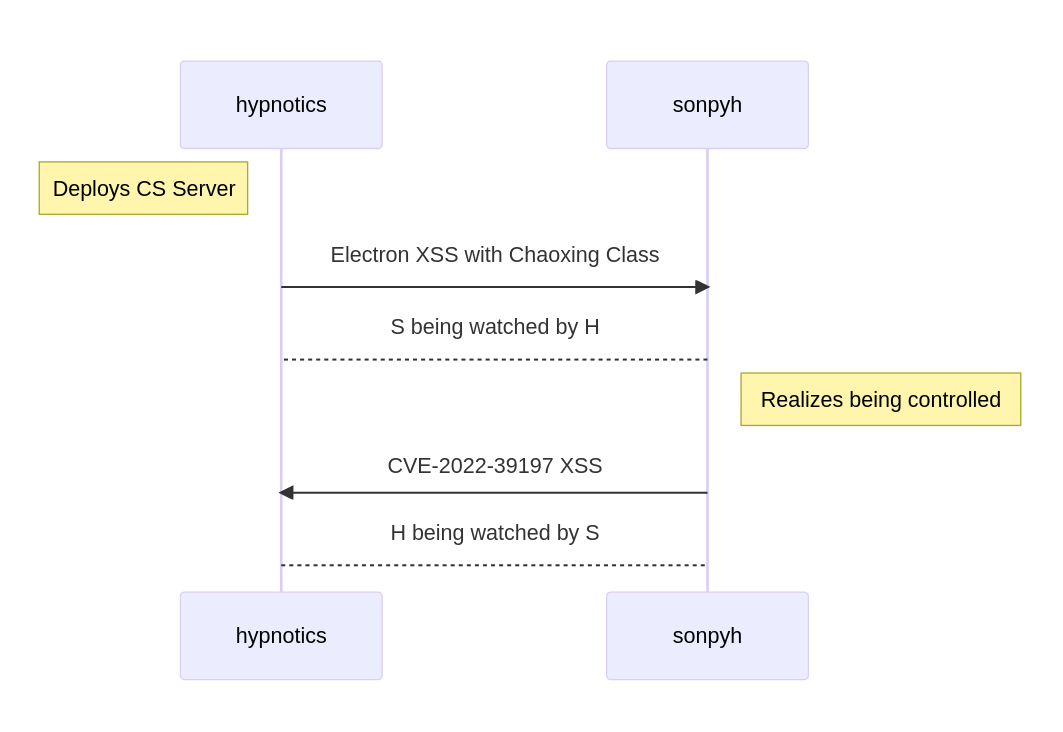 hypnotics
sonpyh
Deploys CS Server
Electron XSS with Chaoxing Class
S being watched by H
Realizes being controlled
CVE-2022-39197 XSS
H being watched by S
hypnotics
sonpyh